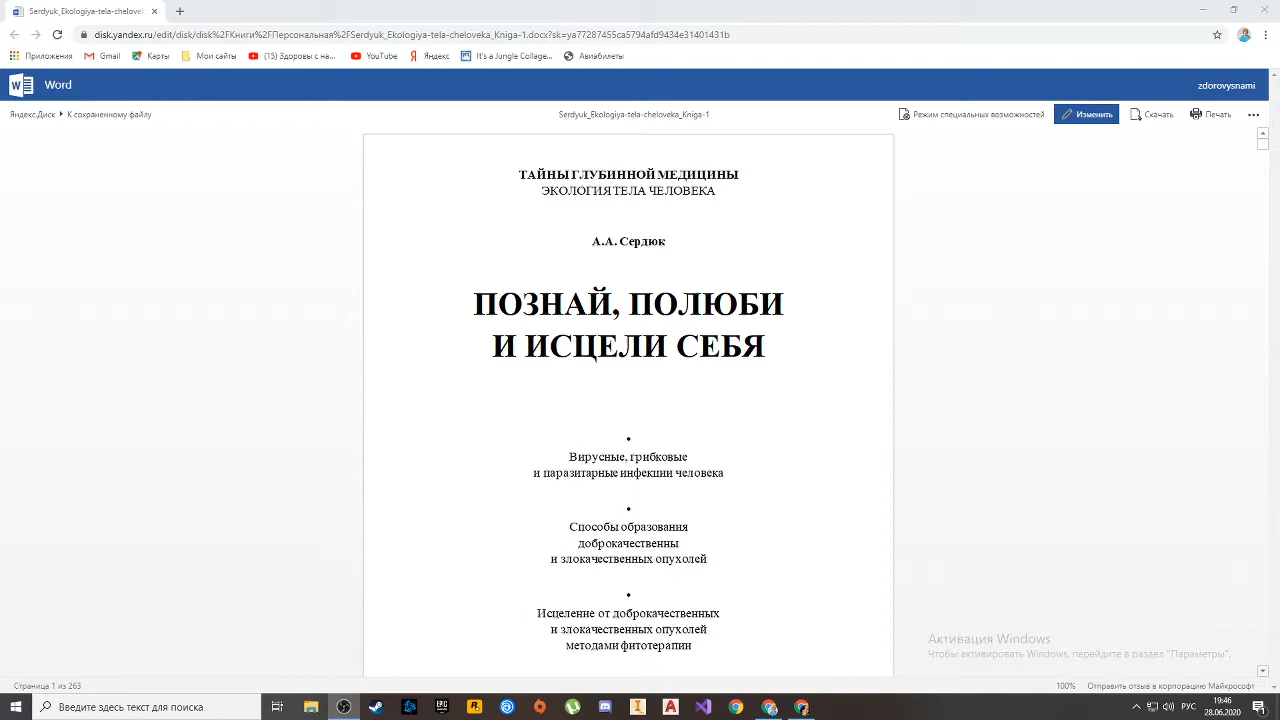 Serdyuk_Ekologiya-tela-chelove
disk.yandex.ru/edit/disk/disk%2FКниги%2FПерсональная%2FSerdyuk_Ekologiya-tela-cheloveka_Kniga-1.docx?sk=ya77287455ca5794afd9434e31401431b
Приложения Gmail Карты Мои сайты (15) Здоровы с на... YouTube Яндекс It's a Jungle Collage... Авиабилеты
Word zdorovysnami
Яндекс.Диск К сохраненному файлу Serdyuk_Ekologiya-tela-cheloveka_Kniga-1 Режим специальных возможностей Изменить Скачать Печать •••
ТАЙНЫ ГЛУБИННОЙ МЕДИЦИНЫ
ЭКОЛОГИЯ ТЕЛА ЧЕЛОВЕКА
А.А. Сердюк
ПОЗНАЙ, ПОЛЮБИ
И ИСЦЕЛИ СЕБЯ
•
Вирусные, грибковые
и паразитарные инфекции человека
•
Способы образования
доброкачественны
и злокачественных опухолей
•
Исцеление от доброкачественных
и злокачественных опухолей
методами фитотерапии
Активация Windows
Чтобы активировать Windows, перейдите в раздел "Параметры".
Страница 1 из 263 100% Отправить отзыв в корпорацию Майкрософт
Введите здесь текст для поиска EPIC GAMES РУС 19:46
28.06.2020